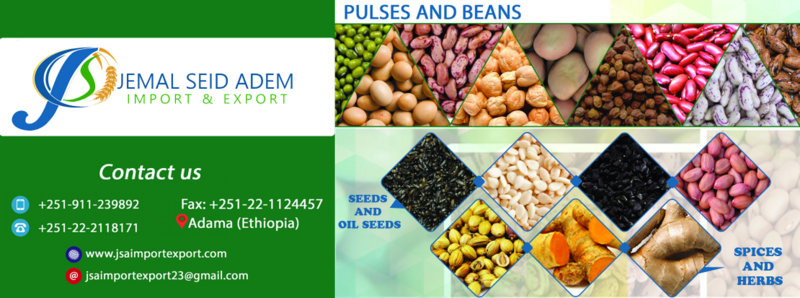 JSJEMAL SEID ADEM
IMPORT & EXPORT
Contact us
+251-911-239892
+251-22-2118171
Fax: +251-22-1124457
Adama (Ethiopia)
www.jsaimportexport.com
@ jsaimportexport23@gmail.com
PULSES AND BEANS
SEEDS
AND
OIL SEEDS
SPICES
AND
HERBS